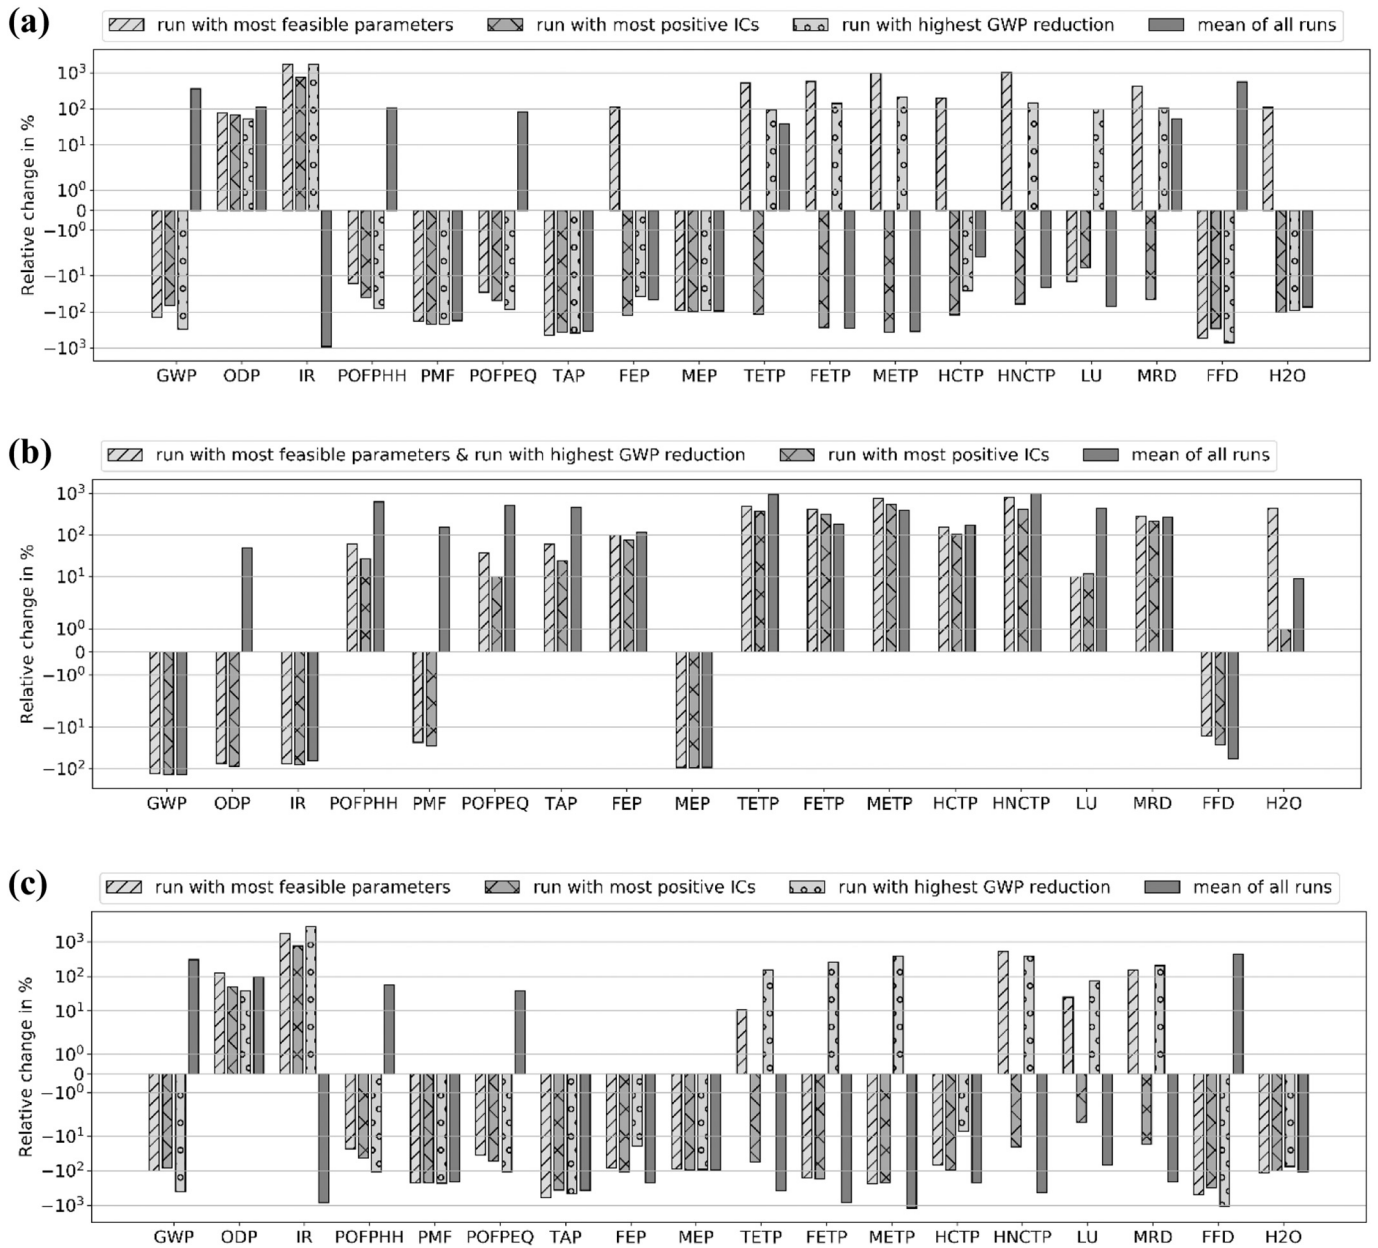 (a)
run with most feasible parameters run with most positive ICs run with highest GWP reduction mean of all runs
Relative change in %
10³
10²
10¹
10⁰
0
−10⁰
−10¹
−10²
−10³
GWP ODP IR POFPHH PMF POFPEQ TAP FEP MEP TETP FETP METP HCTP HNCTP LU MRD FFD H2O
(b)
run with most feasible parameters & run with highest GWP reduction run with most positive ICs mean of all runs
Relative change in %
10³
10²
10¹
10⁰
0
−10⁰
−10¹
−10²
GWP ODP IR POFPHH PMF POFPEQ TAP FEP MEP TETP FETP METP HCTP HNCTP LU MRD FFD H2O
(c)
run with most feasible parameters run with most positive ICs run with highest GWP reduction mean of all runs
Relative change in %
10³
10²
10¹
10⁰
0
−10⁰
−10¹
−10²
−10³
GWP ODP IR POFPHH PMF POFPEQ TAP FEP MEP TETP FETP METP HCTP HNCTP LU MRD FFD H2O